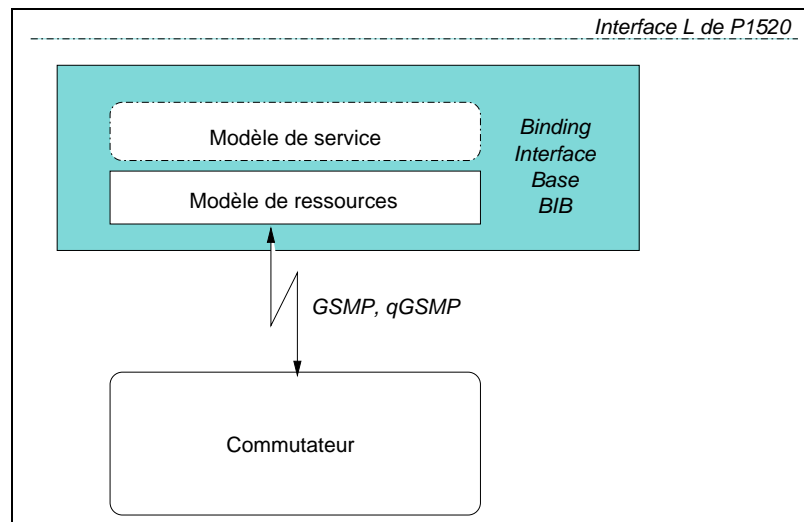 Interface L de P1520
Modèle de service
Modèle de ressources
Binding
Interface
Base
BIB
GSMP, qGSMP
Commutateur